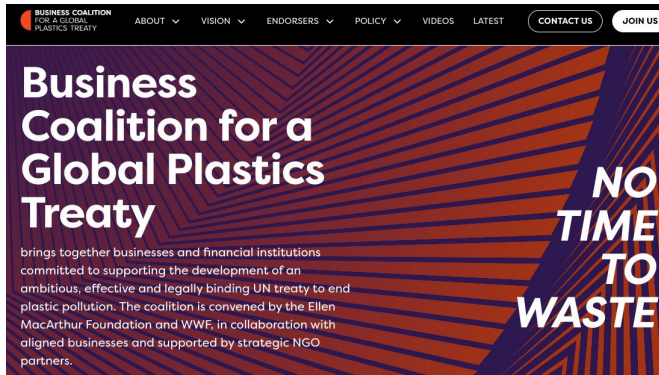 BUSINESS COALITION
FOR A GLOBAL
PLASTICS TREATY
ABOUT
VISION
ENDORSERS
POLICY
VIDEOS
LATEST
CONTACT US
JOIN US
Business
Coalition for a
Global Plastics
Treaty
brings together businesses and financial institutions
committed to supporting the development of an
ambitious, effective and legally binding UN treaty to end
plastic pollution. The coalition is convened by the Ellen
MacArthur Foundation and WWF, in collaboration with
aligned businesses and supported by strategic NGO
partners.
NO
TIME
TO
WASTE